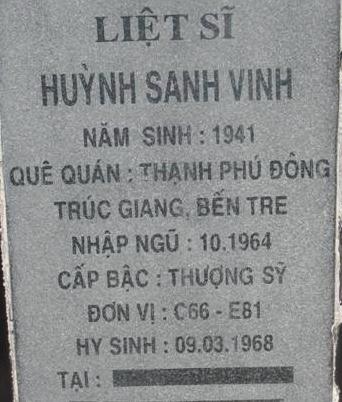 LIỆT SĨ
HUỲNH SANH VINH
NĂM SINH : 1941
QUÊ QUÁN : THẠNH PHÚ ĐÔNG
TRÚC GIANG, BẾN TRE
NHẬP NGŨ : 10.1964
CẤP BẬC : THƯỢNG SỸ
ĐƠN VỊ : C66 - E81
HY SINH : 09.03.1968
TẠI :